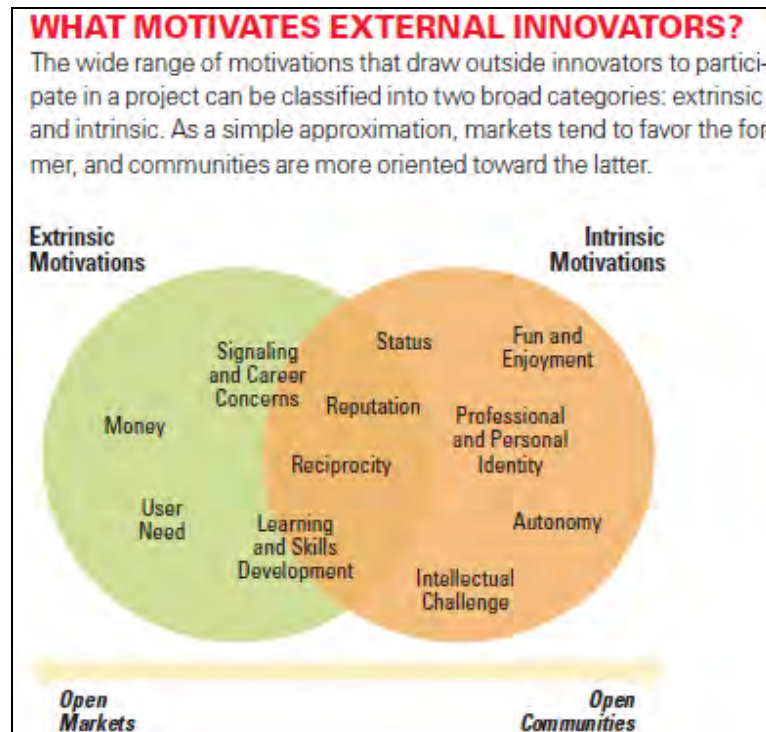 WHAT MOTIVATES EXTERNAL INNOVATORS?
The wide range of motivations that draw outside innovators to partici-
pate in a project can be classified into two broad categories: extrinsic
and intrinsic. As a simple approximation, markets tend to favor the for-
mer, and communities are more oriented toward the latter.
Extrinsic
Motivations
Intrinsic
Motivations
Signaling
and Career
Concerns
Status
Fun and
Enjoyment
Money
Reputation
Professional
and Personal
Identity
Reciprocity
User
Need
Learning
and Skills
Development
Autonomy
Intellectual
Challenge
Open
Markets
Open
Communities